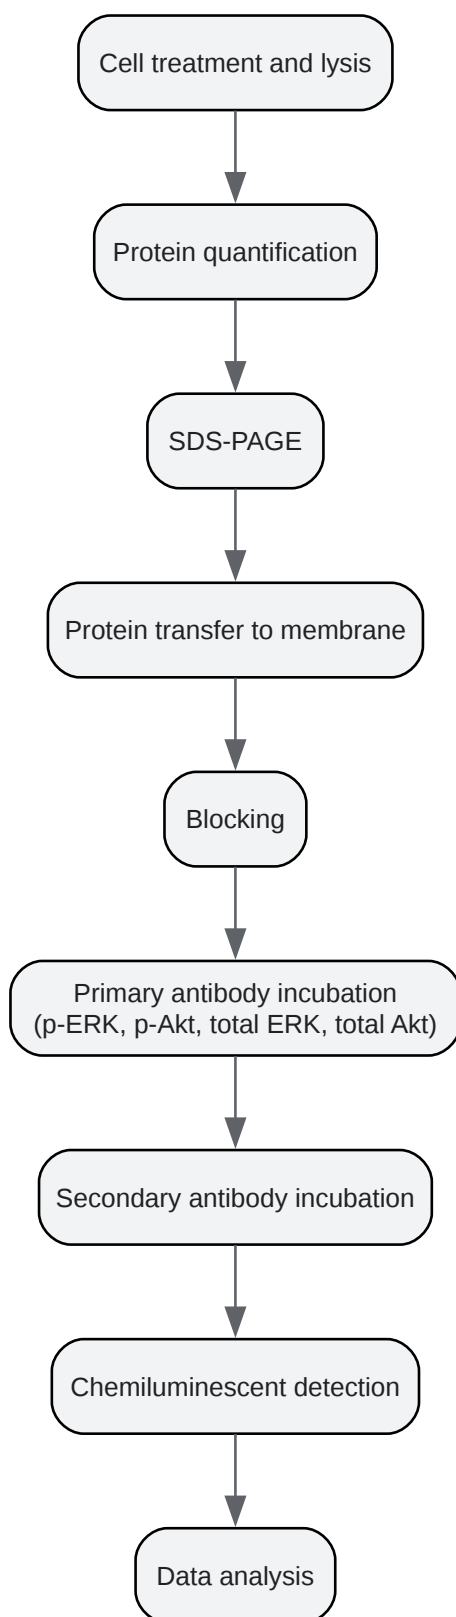 Cell treatment and lysis
Protein quantification
SDS-PAGE
Protein transfer to membrane
Blocking
Primary antibody incubation
(p-ERK, p-Akt, total ERK, total Akt)
Secondary antibody incubation
Chemiluminescent detection
Data analysis